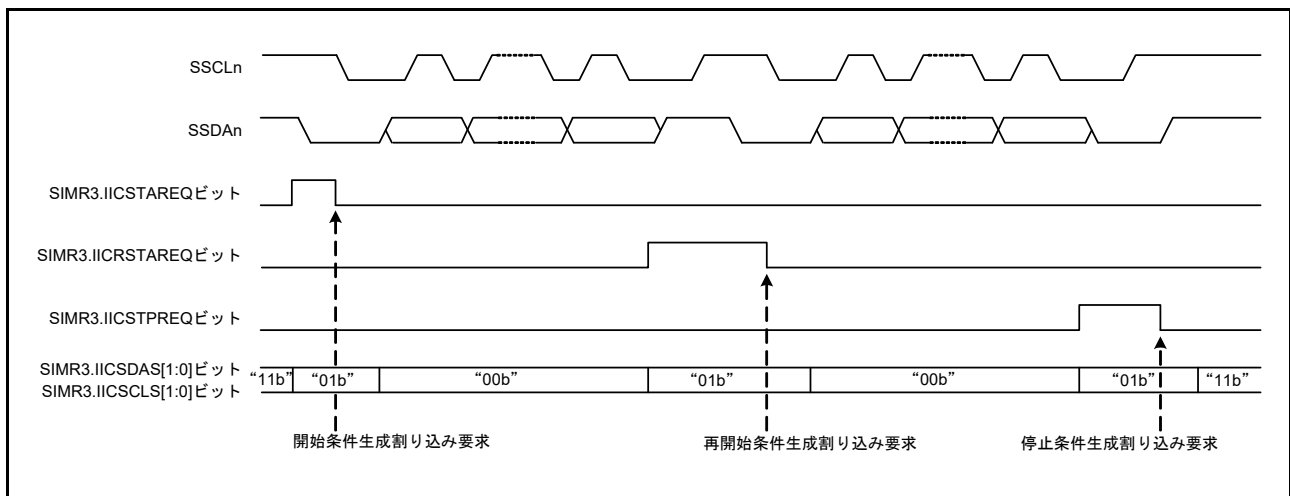 SSCLn
SSDAn
SIMR3.IICSTAREQビット
SIMR3.IICRSTAREQビット
SIMR3.IICSTPREQビット
SIMR3.IICSDAS[1:0]ビット
SIMR3.IICSCLS[1:0]ビット
“11b” “01b” “00b” “01b” “00b” “01b” “11b”
開始条件生成割り込み要求 再開始条件生成割り込み要求 停止条件生成割り込み要求